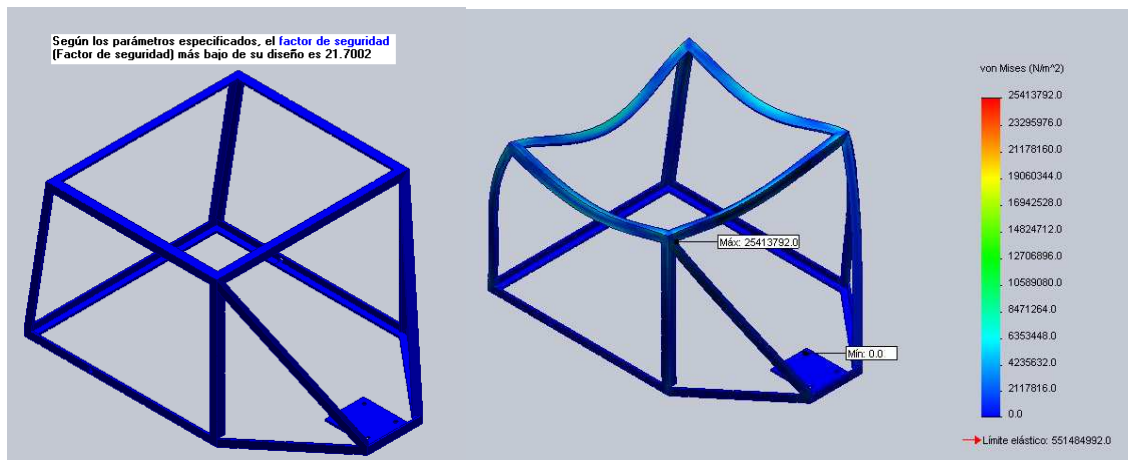 Según los parámetros especificados, el factor de seguridad
(Factor de seguridad) más bajo de su diseño es 21.7002
von Mises (N/m^2)
25413792.0
23295976.0
21178160.0
19060344.0
16942528.0
14824712.0
12706896.0
10589080.0
8471264.0
6353448.0
4235632.0
2117816.0
0.0
Límite elástico: 551484992.0
Máx: 25413792.0
Mín: 0.0